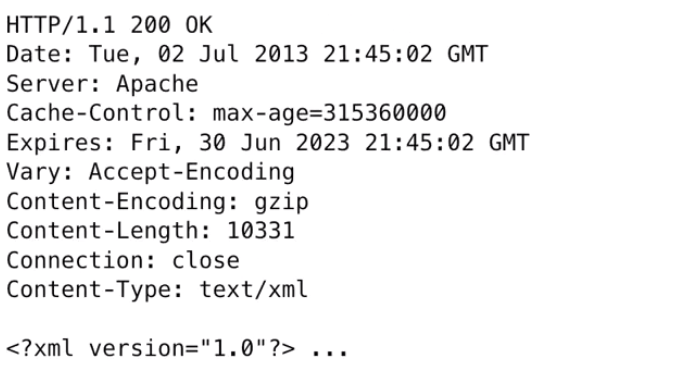 HTTP/1.1 200 OK
Date: Tue, 02 Jul 2013 21:45:02 GMT
Server: Apache
Cache-Control: max-age=315360000
Expires: Fri, 30 Jun 2023 21:45:02 GMT
Vary: Accept-Encoding
Content-Encoding: gzip
Content-Length: 10331
Connection: close
Content-Type: text/xml

<?xml version="1.0"?> ...